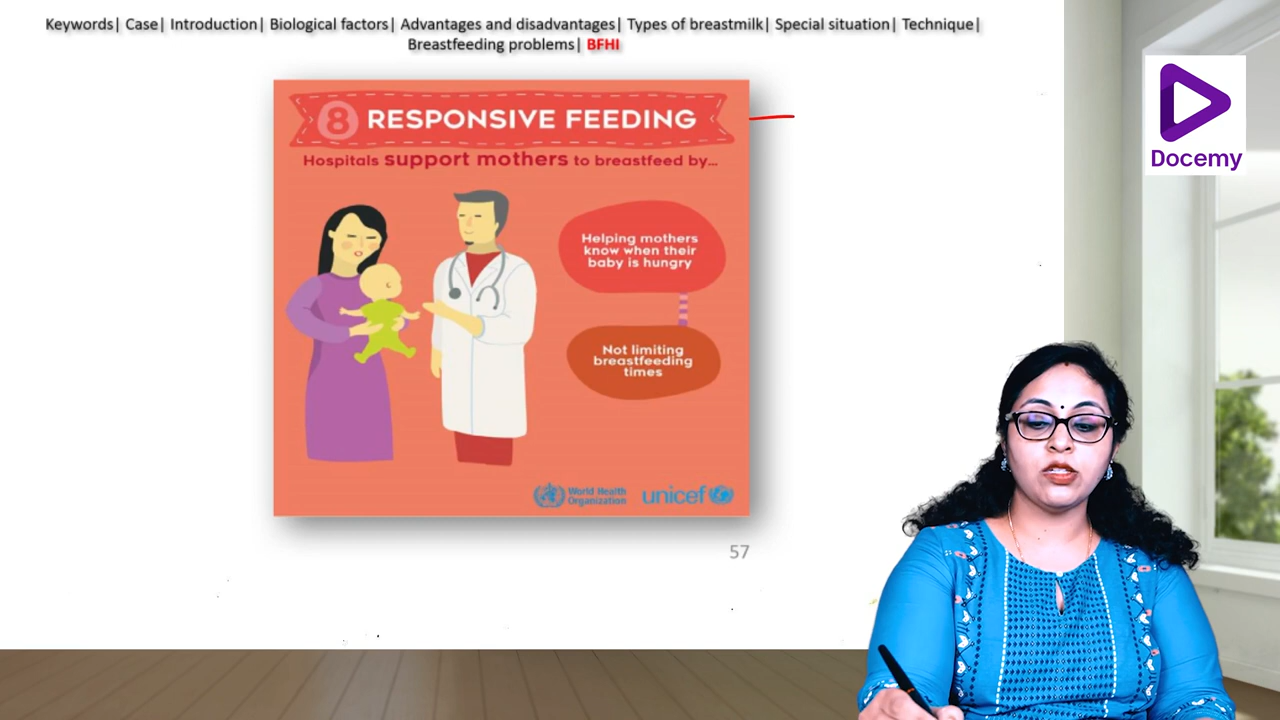 Keywords| Case| Introduction| Biological factors| Advantages and disadvantages| Types of breastmilk| Special situation| Technique|
Breastfeeding problems| BFHI
8 RESPONSIVE FEEDING
Hospitals support mothers to breastfeed by...
Helping mothers
know when their
baby is hungry
Not limiting
breastfeeding
times
World Health
Organization
unicef
57
Docemy